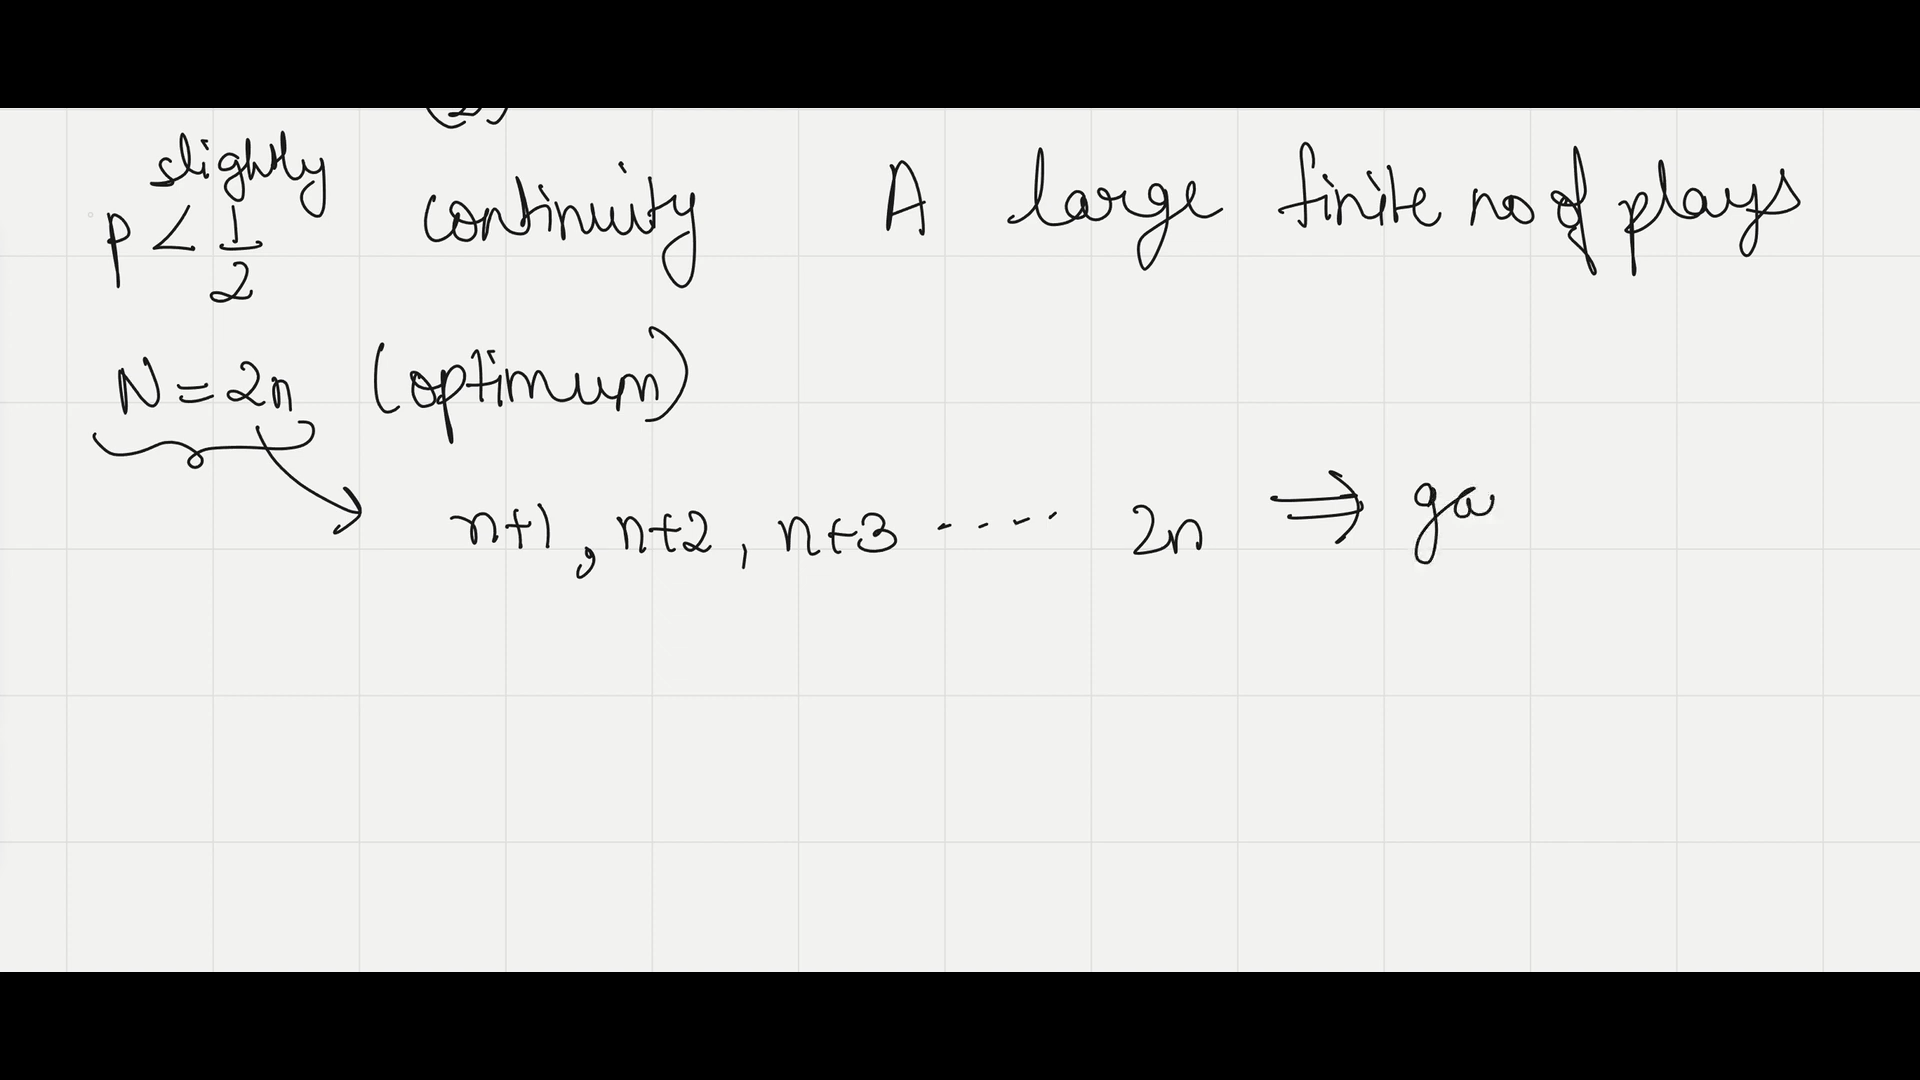 slightly
p < 1/2 continuity A large finite no of plays
N = 2n (optimum)
n+1, n+2, n+3 ---- 2n ⇒ ga